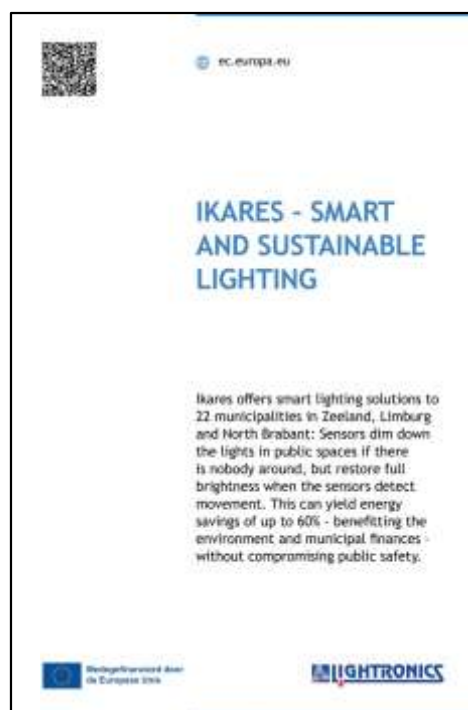 ec.europa.eu
IKARES - SMART
AND SUSTAINABLE
LIGHTING
Ikares offers smart lighting solutions to
22 municipalities in Zeeland, Limburg
and North Brabant: Sensors dim down
the lights in public spaces if there
is nobody around, but restore full
brightness when the sensors detect
movement. This can yield energy
savings of up to 60% - benefitting the
environment and municipal finances -
without compromising public safety.
Medegefinancierd door
de Europese Unie
LIGHTRONICS